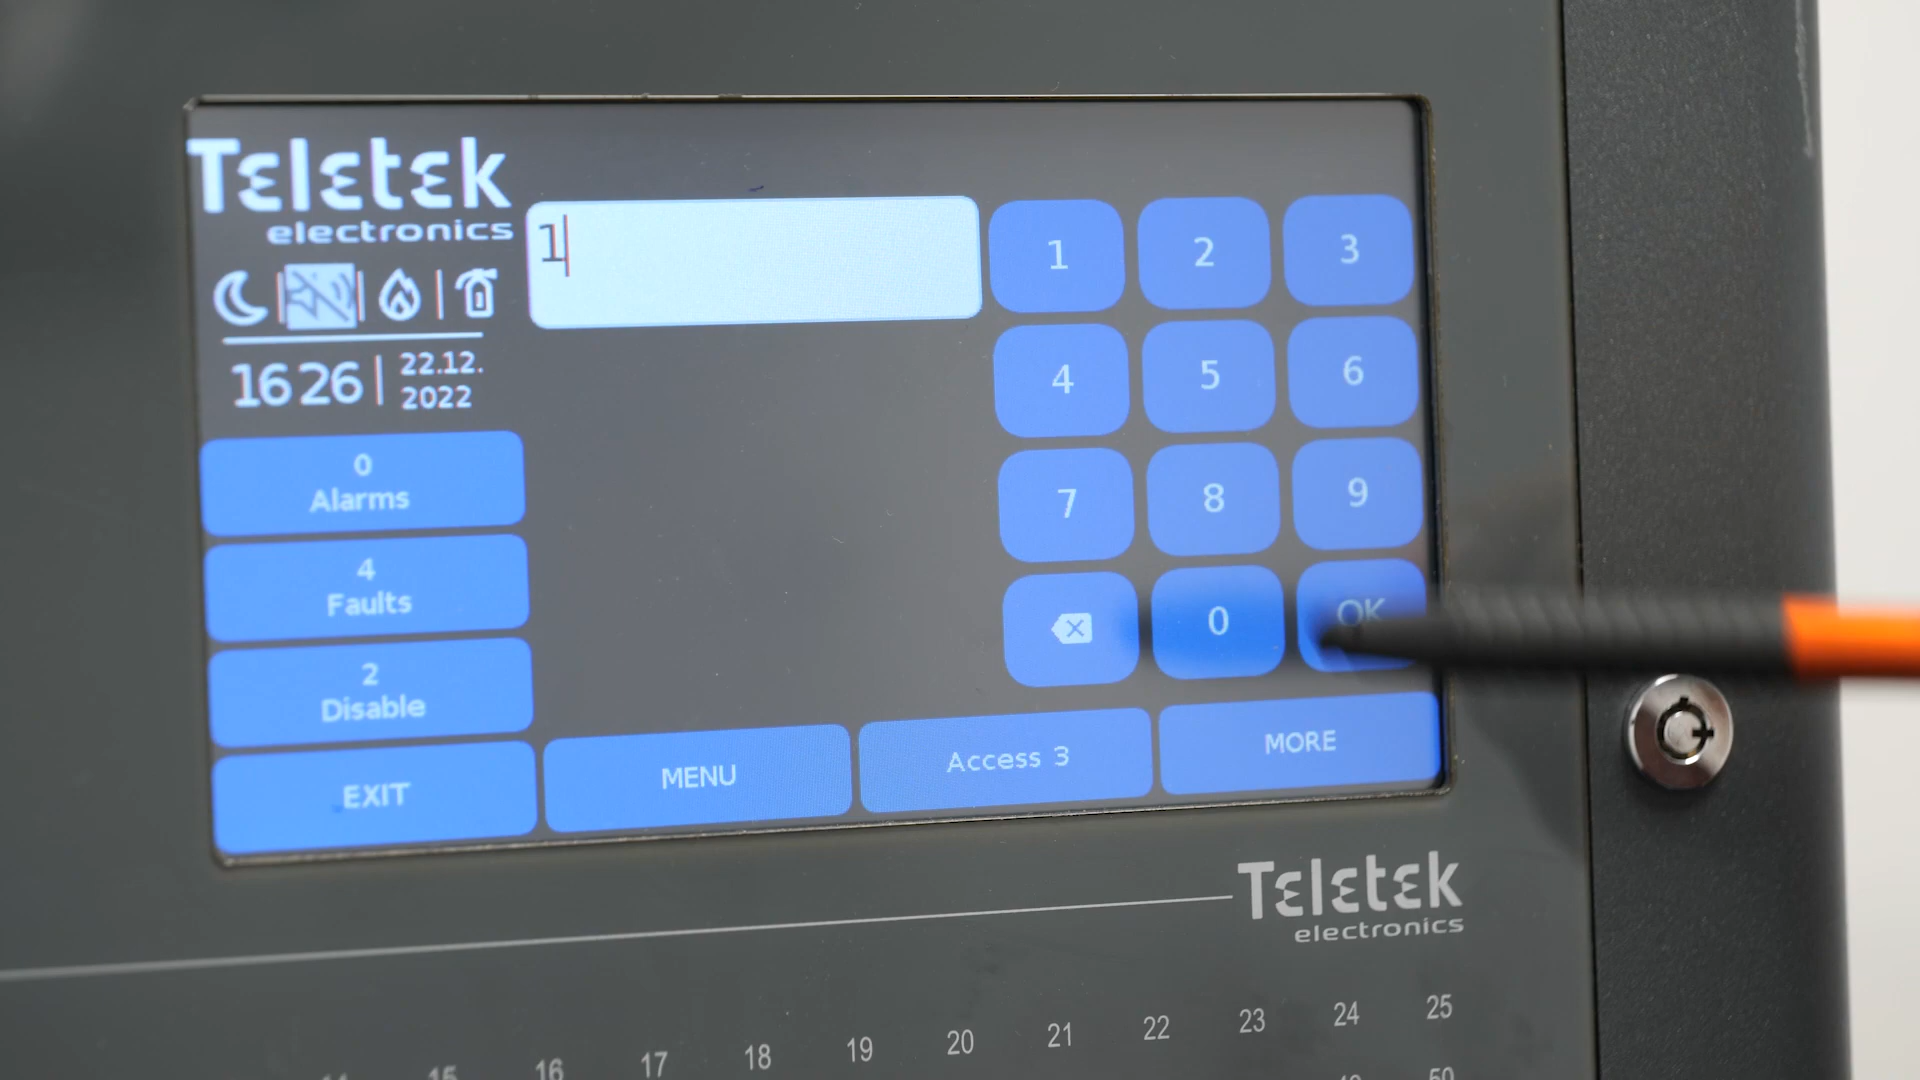 Teletek
electronics
16 26
22.12.
2022
0
Alarms
4
Faults
2
Disable
EXIT
1
1 2 3
4 5 6
7 8 9
0 OK
MENU
Access 3
MORE
Teletek
electronics
15 16 17 18 19 20 21 22 23 24 25
50